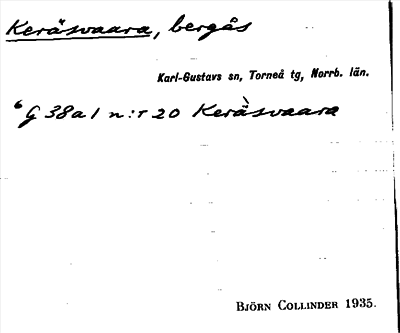 Keräsvaara, bergås
Karl-Gustavs sn, Torneå tg, Norrb. län.
G 38a1 n:r 20 Keräsvaara
BJÖRN COLLINDER 1935.